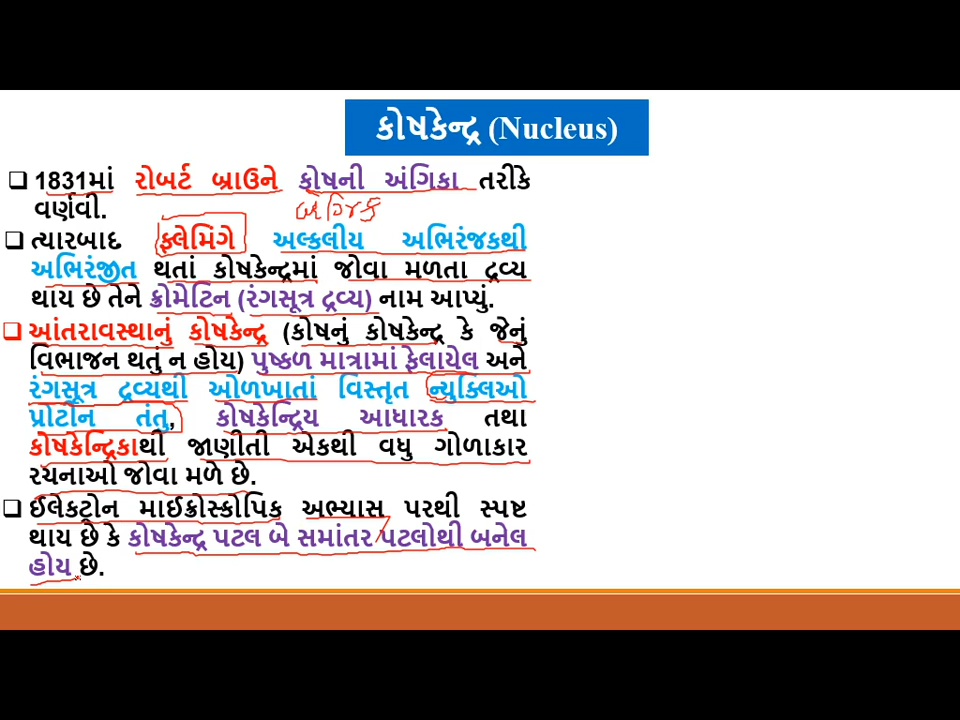 કોષકેન્દ્ર (Nucleus)
1831માં રોબર્ટ બ્રાઉને કોષની અંગિકા તરીકે
વર્ણવી.
ત્યારબાદ ફ્લેમિંગે અલ્કલીય અભિરંજકથી
અભિરંજીત થતાં કોષકેન્દ્રમાં જોવા મળતા દ્રવ્ય
થાય છે તેને ક્રોમેટિન (રંગસૂત્ર દ્રવ્ય) નામ આપ્યું.
આંતરાવસ્થાનું કોષકેન્દ્ર (કોષનું કોષકેન્દ્ર કે જેનું
વિભાજન થતું ન હોય) પુષ્કળ માત્રામાં ફેલાયેલ અને
રંગસૂત્ર દ્રવ્યથી ઓળખાતાં વિસ્તૃત ન્યુક્લિઓ
પ્રોટોન તંતુ, કોષકેન્દ્રિય આધારક તથા
કોષકેન્દ્રિકાથી જાણીતી એકથી વધુ ગોળાકાર
રચનાઓ જોવા મળે છે.
ઈલેકટ્રોન માઈક્રોસ્કોપિક અભ્યાસ પરથી સ્પષ્ટ
થાય છે કે કોષકેન્દ્ર પટલ બે સમાંતર પટલોથી બનેલ
હોય છે.